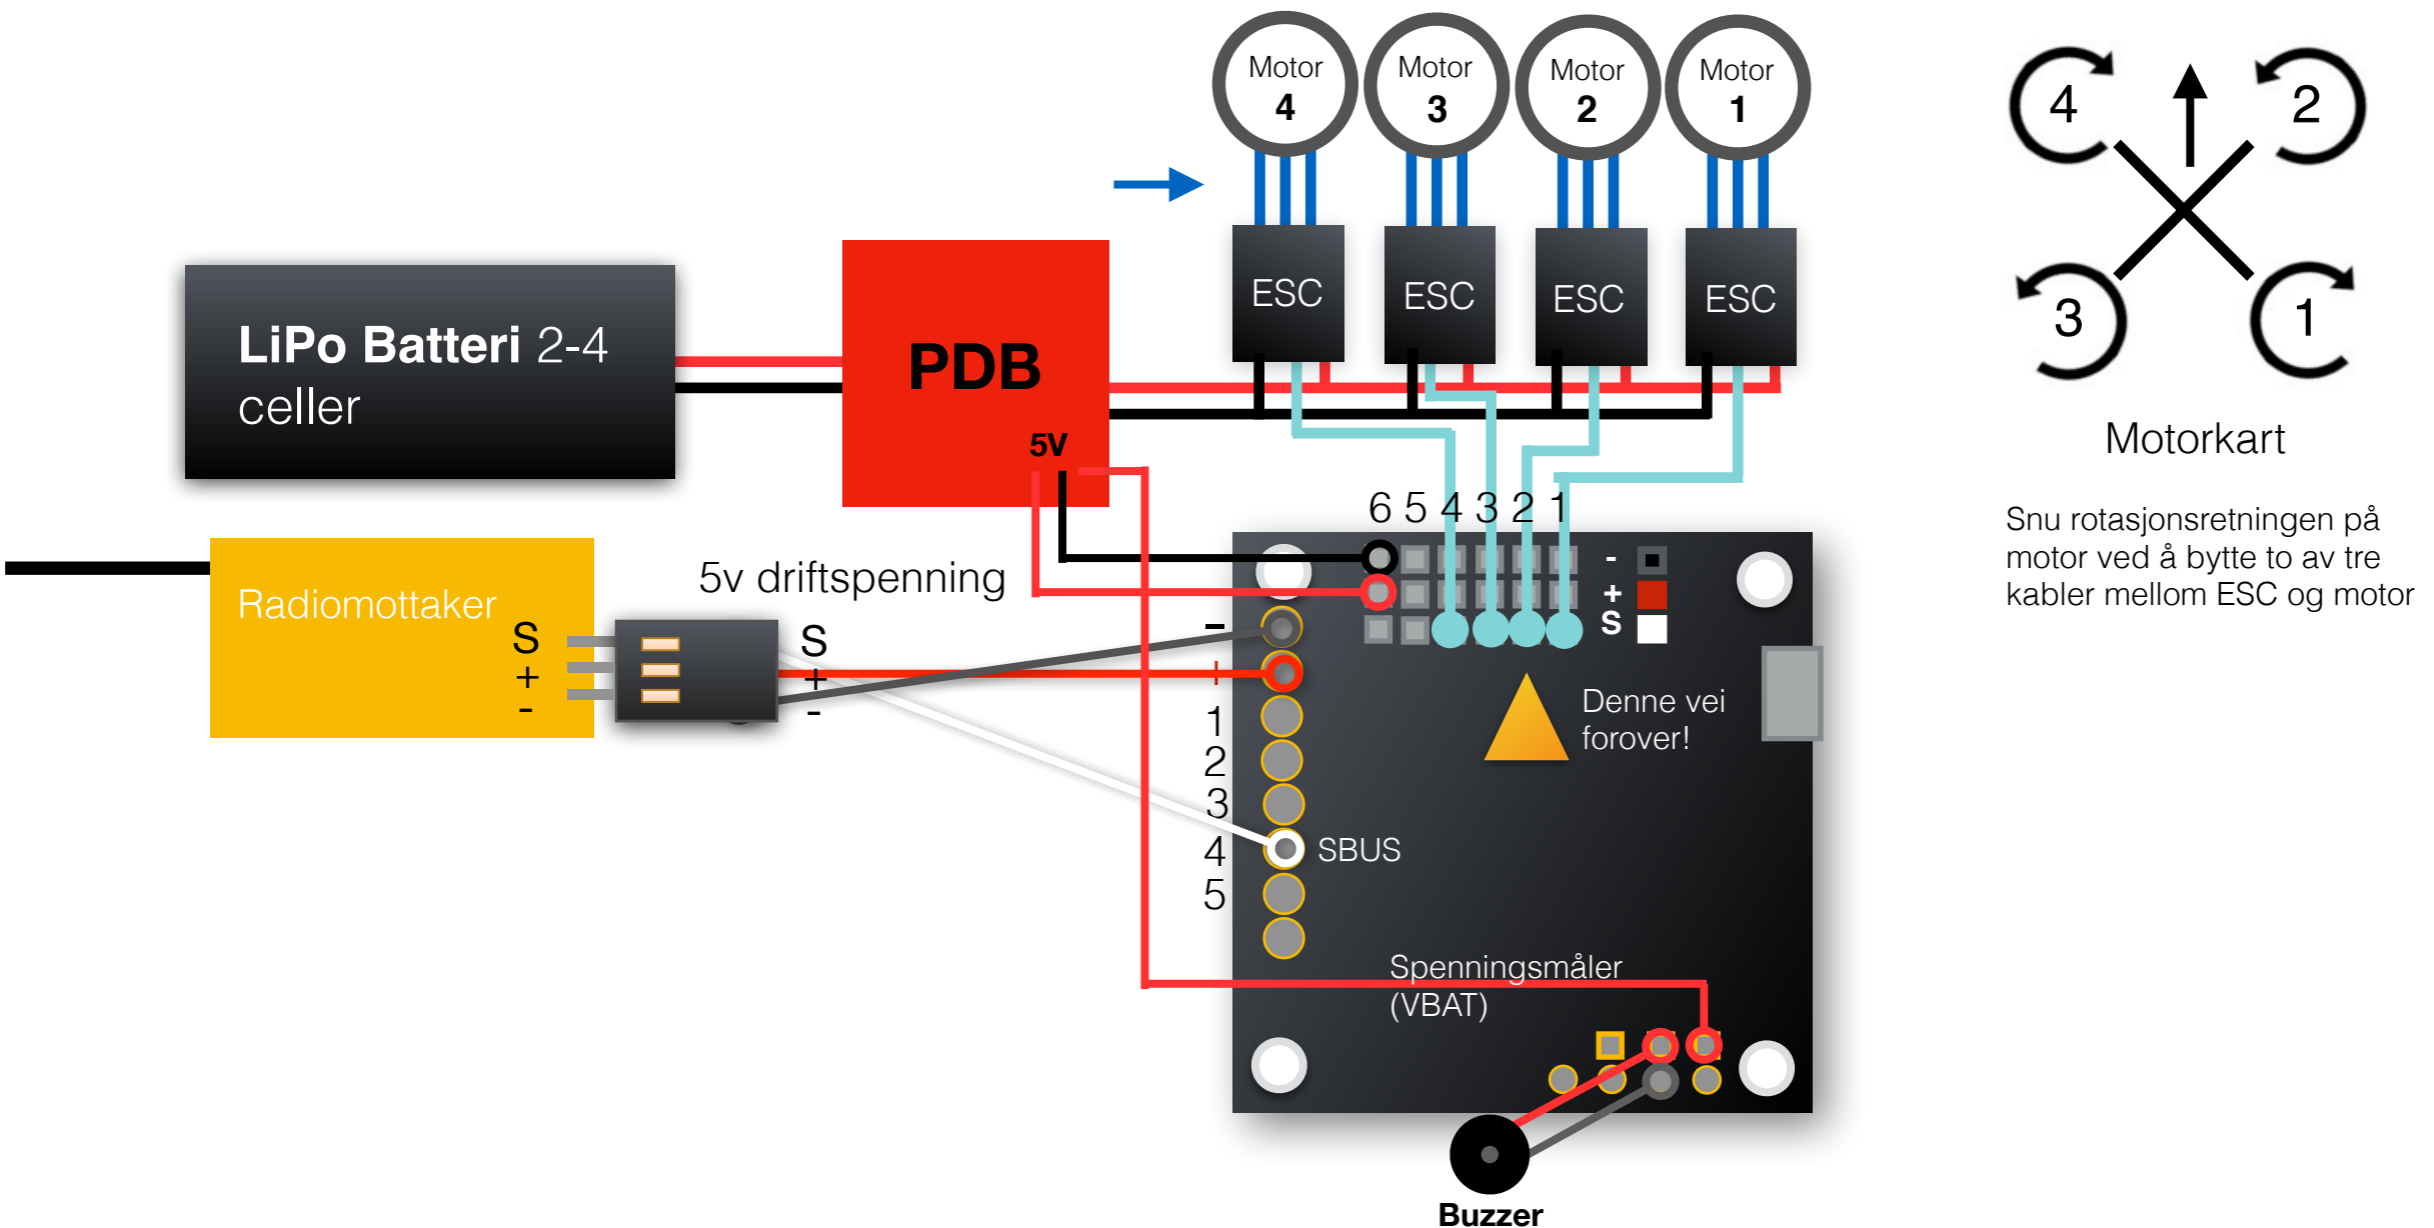 Motor
4
Motor
3
Motor
2
Motor
1
4
2
3
1
ESC
ESC
ESC
ESC
LiPo Batteri 2-4
celler
PDB
5V
Motorkart
Snu rotasjonsretningen på
motor ved å bytte to av tre
kabler mellom ESC og motor
6 5 4 3 2 1
-
+
S
5v driftspenning
Radiomottaker
S
+
-
S
+
-
-
+
1
2
3
4
5
SBUS
Denne vei
forover!
Spenningsmåler
(VBAT)
Buzzer